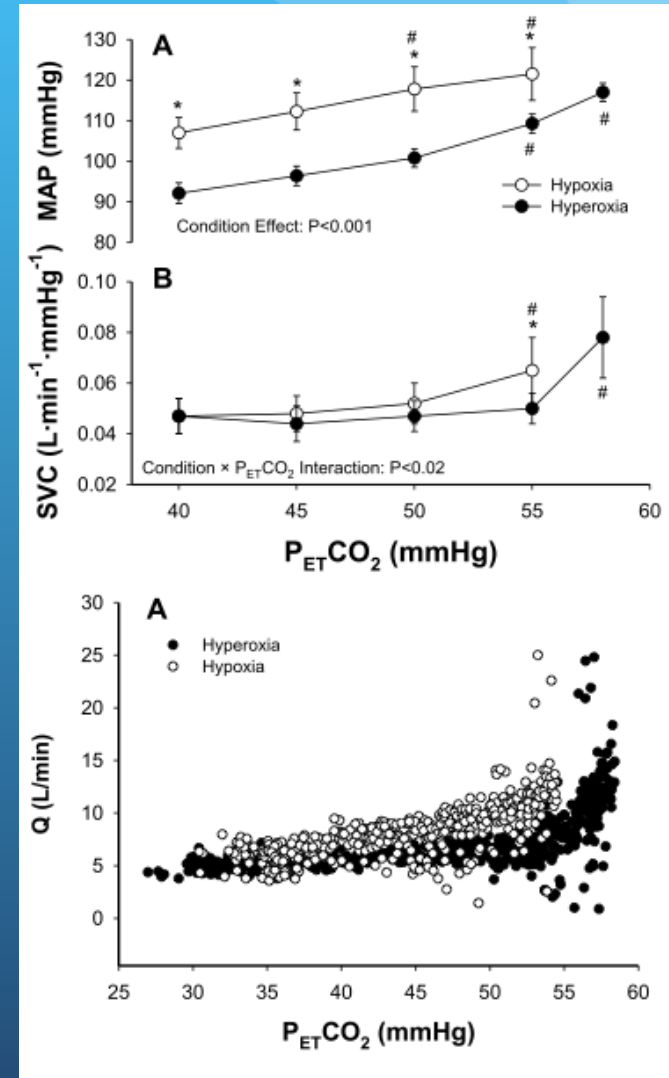 A
MAP (mmHg)
130
120
110
100
90
80
*
*
#
*
#
*
#
#
Hypoxia
Hyperoxia
Condition Effect: P<0.001
B
SVC (L·min⁻¹·mmHg⁻¹)
0.10
0.08
0.06
0.04
0.02
#
*
#
Condition × P_ETCO₂ Interaction: P<0.02
40 45 50 55 60
P_ETCO₂ (mmHg)
A
Hyperoxia
Hypoxia
Q (L/min)
30
25
20
15
10
5
0
25 30 35 40 45 50 55 60
P_ETCO₂ (mmHg)